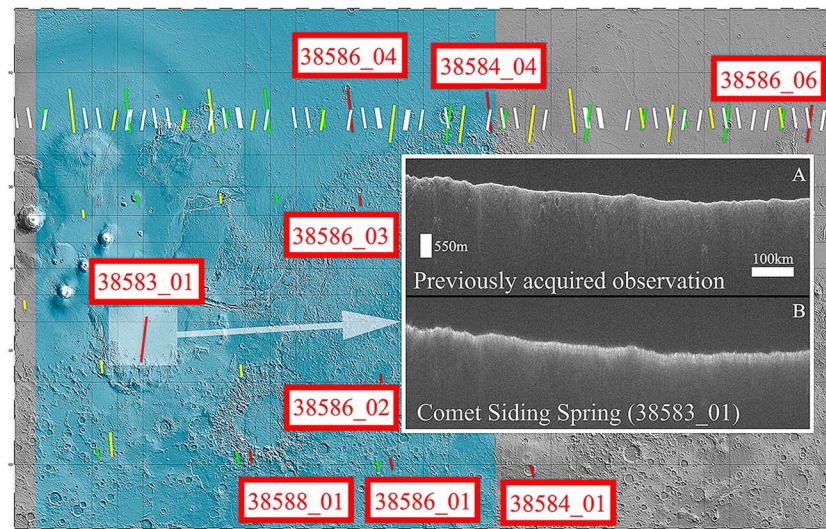 38586_04
38584_04
38586_06
A
38586_03
550m
38583_01
100km
Previously acquired observation
B
38586_02
Comet Siding Spring (38583_01)
38588_01
38586_01
38584_01